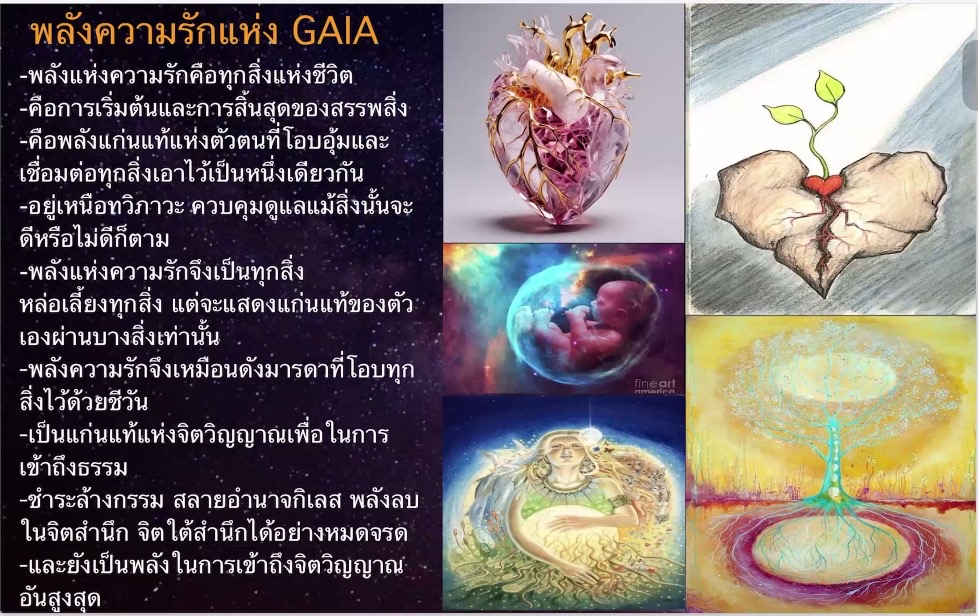 พลังความรักแห่ง GAIA
-พลังแห่งความรักคือทุกสิ่งแห่งชีวิต
-คือการเริ่มต้นและการสิ้นสุดของสรรพสิ่ง
-คือพลังแก่นแท้แห่งตัวตนที่โอบอุ้มและ
เชื่อมต่อทุกสิ่งเอาไว้เป็นหนึ่งเดียวกัน
-อยู่เหนือทวิภาวะ ควบคุมดูแลแม้สิ่งนั้นจะ
ดีหรือไม่ดีก็ตาม
-พลังแห่งความรักจึงเป็นทุกสิ่ง
หล่อเลี้ยงทุกสิ่ง แต่จะแสดงแก่นแท้ของตัว
เองผ่านบางสิ่งเท่านั้น
-พลังความรักจึงเหมือนดังมารดาที่โอบทุก
สิ่งไว้ด้วยชีวัน
-เป็นแก่นแท้แห่งจิตวิญญาณเพื่อในการ
เข้าถึงธรรม
-ชำระล้างกรรม สลายอำนาจกิเลส พลังลบ
ในจิตสำนึก จิตใต้สำนึกได้อย่างหมดจรด
-และยังเป็นพลังในการเข้าถึงจิตวิญญาณ
อันสูงสุด
fineart
america